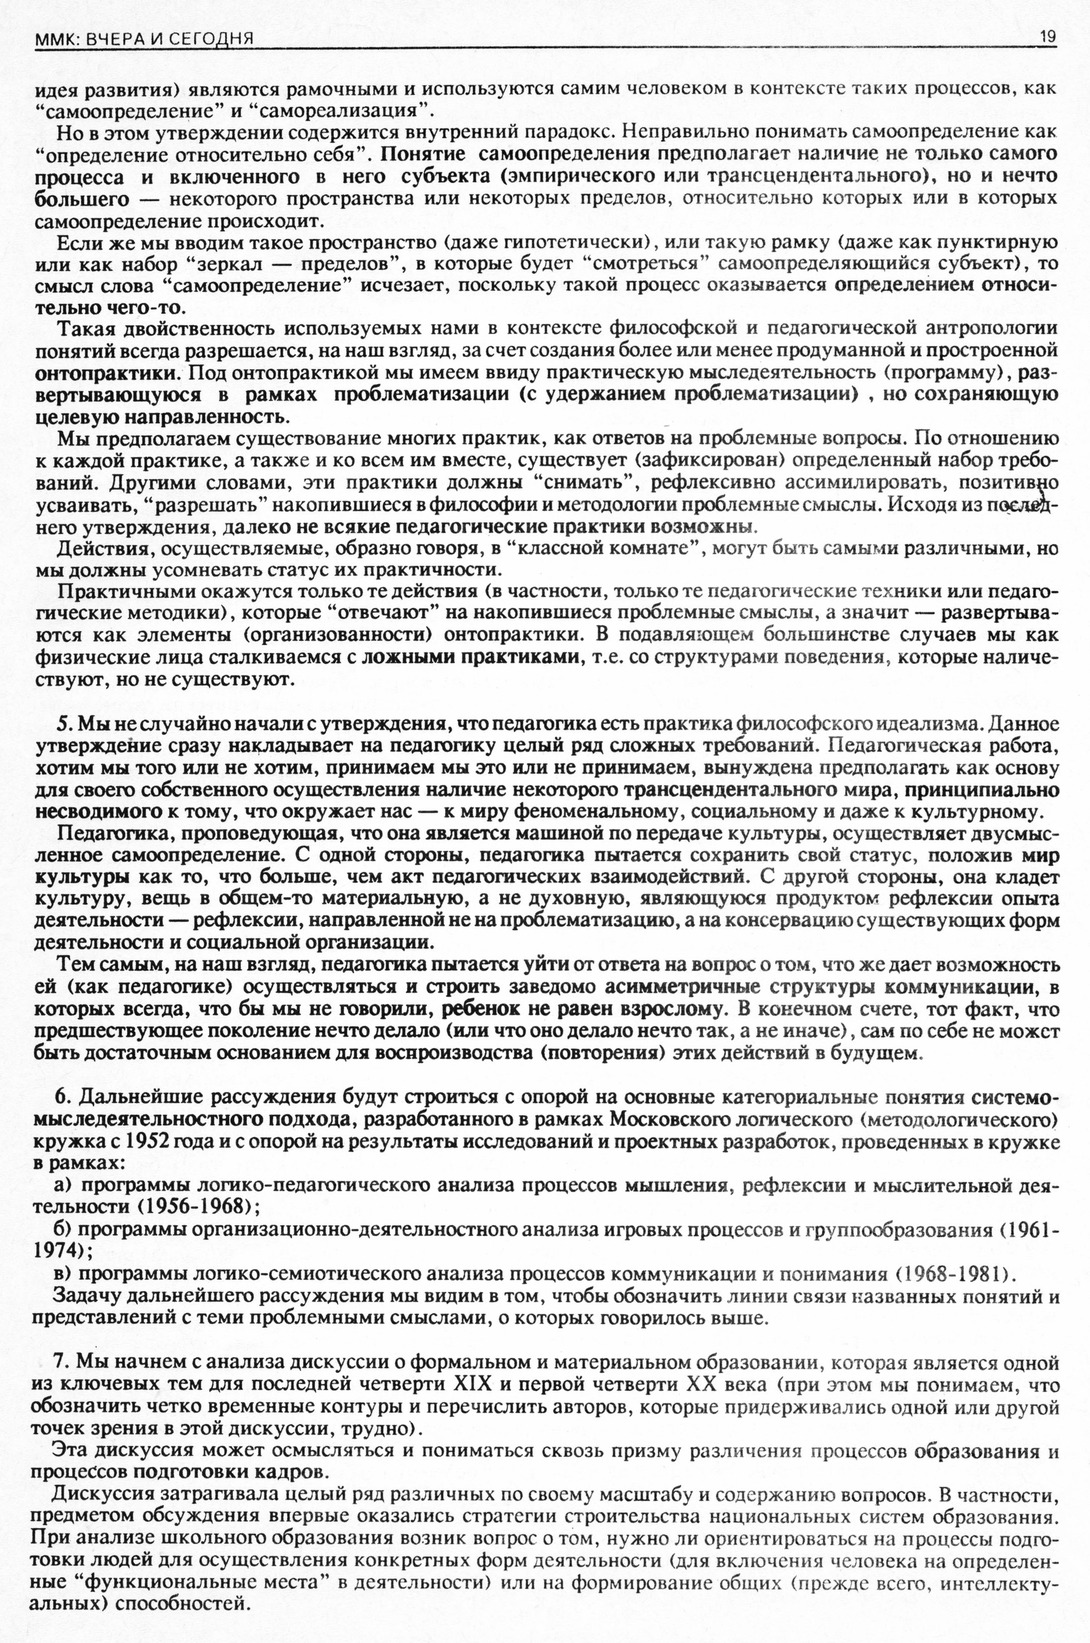 ММК: ВЧЕРА И СЕГОДНЯ 19
идея развития) являются рамочными и используются самим человеком в контексте таких процессов, как
“самоопределение” и “самореализация”.
Но в этом утверждении содержится внутренний парадокс. Неправильно понимать самоопределение как
“определение относительно себя”. Понятие самоопределения предполагает наличие не только самого
процесса и включенного в него субъекта (эмпирического или трансцендентального), но и нечто
большего — некоторого пространства или некоторых пределов, относительно которых или в которых
самоопределение происходит.
Если же мы вводим такое пространство (даже гипотетически), или такую рамку (даже как пунктирную
или как набор “зеркал — пределов”, в которые будет “смотреться” самоопределяющийся субъект), то
смысл слова “самоопределение” исчезает, поскольку такой процесс оказывается определением относи-
тельно чего-то.
Такая двойственность используемых нами в контексте философской и педагогической антропологии
понятий всегда разрешается, на наш взгляд, за счет создания более или менее продуманной и простроенной
онтопрактики. Под онтопрактикой мы имеем ввиду практическую мыследеятельность (программу), раз-
вертывающуюся в рамках проблематизации (с удержанием проблематизации) , но сохраняющую
целевую направленность.
Мы предполагаем существование многих практик, как ответов на проблемные вопросы. По отношению
к каждой практике, а также и ко всем им вместе, существует (зафиксирован) определенный набор требо-
ваний. Другими словами, эти практики должны “снимать”, рефлексивно ассимилировать, позитивно
усваивать, “разрешать” накопившиеся в философии и методологии проблемные смыслы. Исходя из послед-
него утверждения, далеко не всякие педагогические практики возможны.
Действия, осуществляемые, образно говоря, в “классной комнате”, могут быть самыми различными, но
мы должны усомневать статус их практичности.
Практичными окажутся только те действия (в частности, только те педагогические техники или педаго-
гические методики), которые “отвечают” на накопившиеся проблемные смыслы, а значит — развертыва-
ются как элементы (организованности) онтопрактики. В подавляющем большинстве случаев мы как
физические лица сталкиваемся с ложными практиками, т.е. со структурами поведения, которые наличе-
ствуют, но не существуют.
5. Мы не случайно начали с утверждения, что педагогика есть практика философского идеализма. Данное
утверждение сразу накладывает на педагогику целый ряд сложных требований. Педагогическая работа,
хотим мы того или не хотим, принимаем мы это или не принимаем, вынуждена предполагать как основу
для своего собственного осуществления наличие некоторого трансцендентального мира, принципиально
несводимого к тому, что окружает нас — к миру феноменальному, социальному и даже к культурному.
Педагогика, проповедующая, что она является машиной по передаче культуры, осуществляет двусмыс-
ленное самоопределение. С одной стороны, педагогика пытается сохранить свой статус, положив мир
культуры как то, что больше, чем акт педагогических взаимодействий. С другой стороны, она кладет
культуру, вещь в общем-то материальную, а не духовную, являющуюся продуктом рефлексии опыта
деятельности — рефлексии, направленной не на проблематизацию, а на консервацию существующих форм
деятельности и социальной организации.
Тем самым, на наш взгляд, педагогика пытается уйти от ответа на вопрос о том, что же дает возможность
ей (как педагогике) осуществляться и строить заведомо асимметричные структуры коммуникации, в
которых всегда, что бы мы не говорили, ребенок не равен взрослому. В конечном счете, тот факт, что
предшествующее поколение нечто делало (или что оно делало нечто так, а не иначе), сам по себе не может
быть достаточным основанием для воспроизводства (повторения) этих действий в будущем.
6. Дальнейшие рассуждения будут строиться с опорой на основные категориальные понятия системо-
мыследеятельностного подхода, разработанного в рамках Московского логического (методологического)
кружка с 1952 года и с опорой на результаты исследований и проектных разработок, проведенных в кружке
в рамках:
а) программы логико-педагогического анализа процессов мышления, рефлексии и мыслительной дея-
тельности (1956-1968);
б) программы организационно-деятельностного анализа игровых процессов и группообразования (1961-
1974);
в) программы логико-семиотического анализа процессов коммуникации и понимания (1968-1981).
Задачу дальнейшего рассуждения мы видим в том, чтобы обозначить линии связи названных понятий и
представлений с теми проблемными смыслами, о которых говорилось выше.
7. Мы начнем с анализа дискуссии о формальном и материальном образовании, которая является одной
из ключевых тем для последней четверти XIX и первой четверти XX века (при этом мы понимаем, что
обозначить четко временные контуры и перечислить авторов, которые придерживались одной или другой
точек зрения в этой дискуссии, трудно).
Эта дискуссия может осмысляться и пониматься сквозь призму различения процессов образования и
процессов подготовки кадров.
Дискуссия затрагивала целый ряд различных по своему масштабу и содержанию вопросов. В частности,
предметом обсуждения впервые оказались стратегии строительства национальных систем образования.
При анализе школьного образования возник вопрос о том, нужно ли ориентироваться на процессы подго-
товки людей для осуществления конкретных форм деятельности (для включения человека на определен-
ные “функциональные места” в деятельности) или на формирование общих (прежде всего, интеллекту-
альных) способностей.